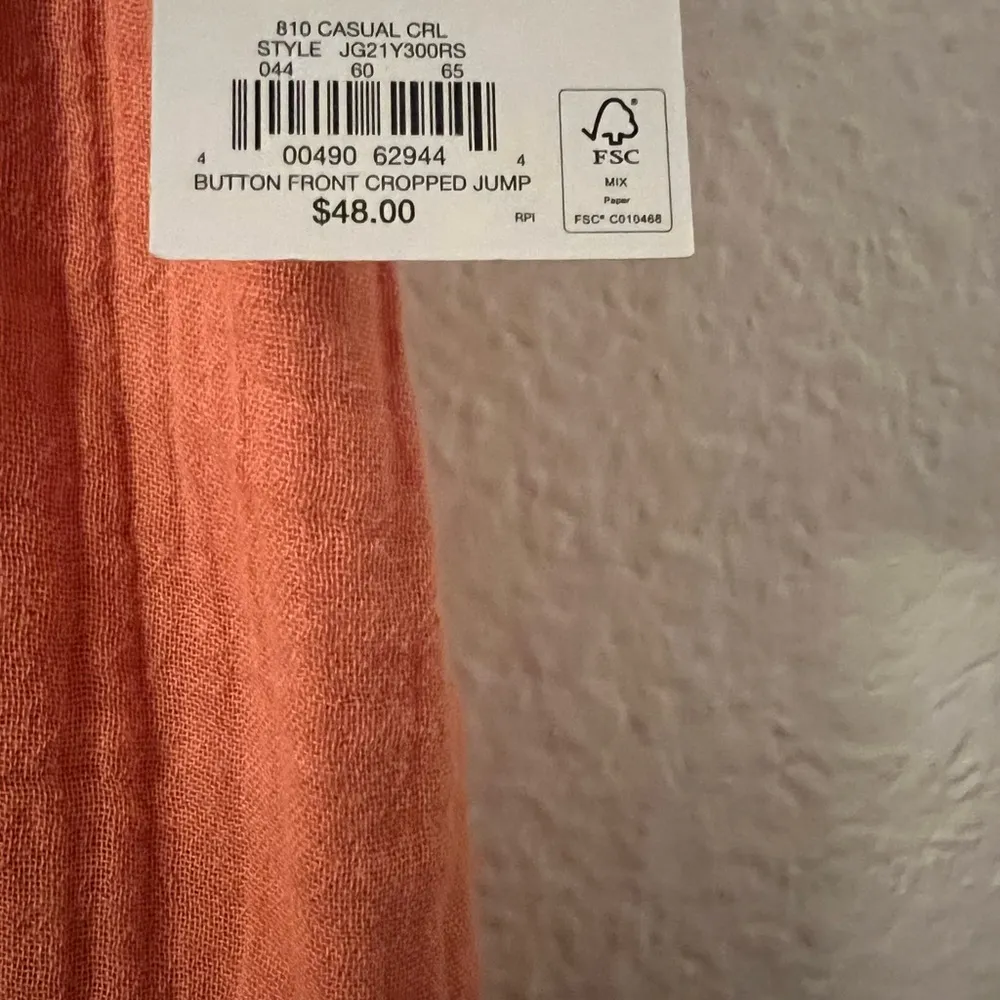 810 CASUAL CRL
STYLE JG21Y300RS
044 60 65
4 00490 62944 4
BUTTON FRONT CROPPED JUMP
$48.00
RPI
FSC®
MIX
Paper
FSC® C010468